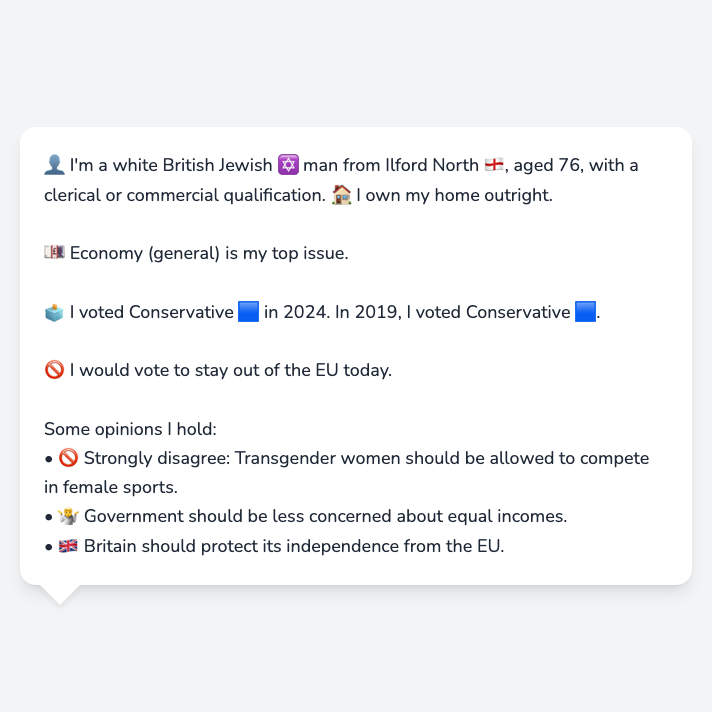 👤 I'm a white British Jewish ✡️ man from Ilford North 🏴󠁧󠁢󠁥󠁮󠁧󠁿, aged 76, with a
clerical or commercial qualification. 🏠 I own my home outright.
💷 Economy (general) is my top issue.
🗳️ I voted Conservative 🟦 in 2024. In 2019, I voted Conservative 🟦.
🚫 I would vote to stay out of the EU today.
Some opinions I hold:
• 🚫 Strongly disagree: Transgender women should be allowed to compete
in female sports.
• 🤷 Government should be less concerned about equal incomes.
• 🇬🇧 Britain should protect its independence from the EU.